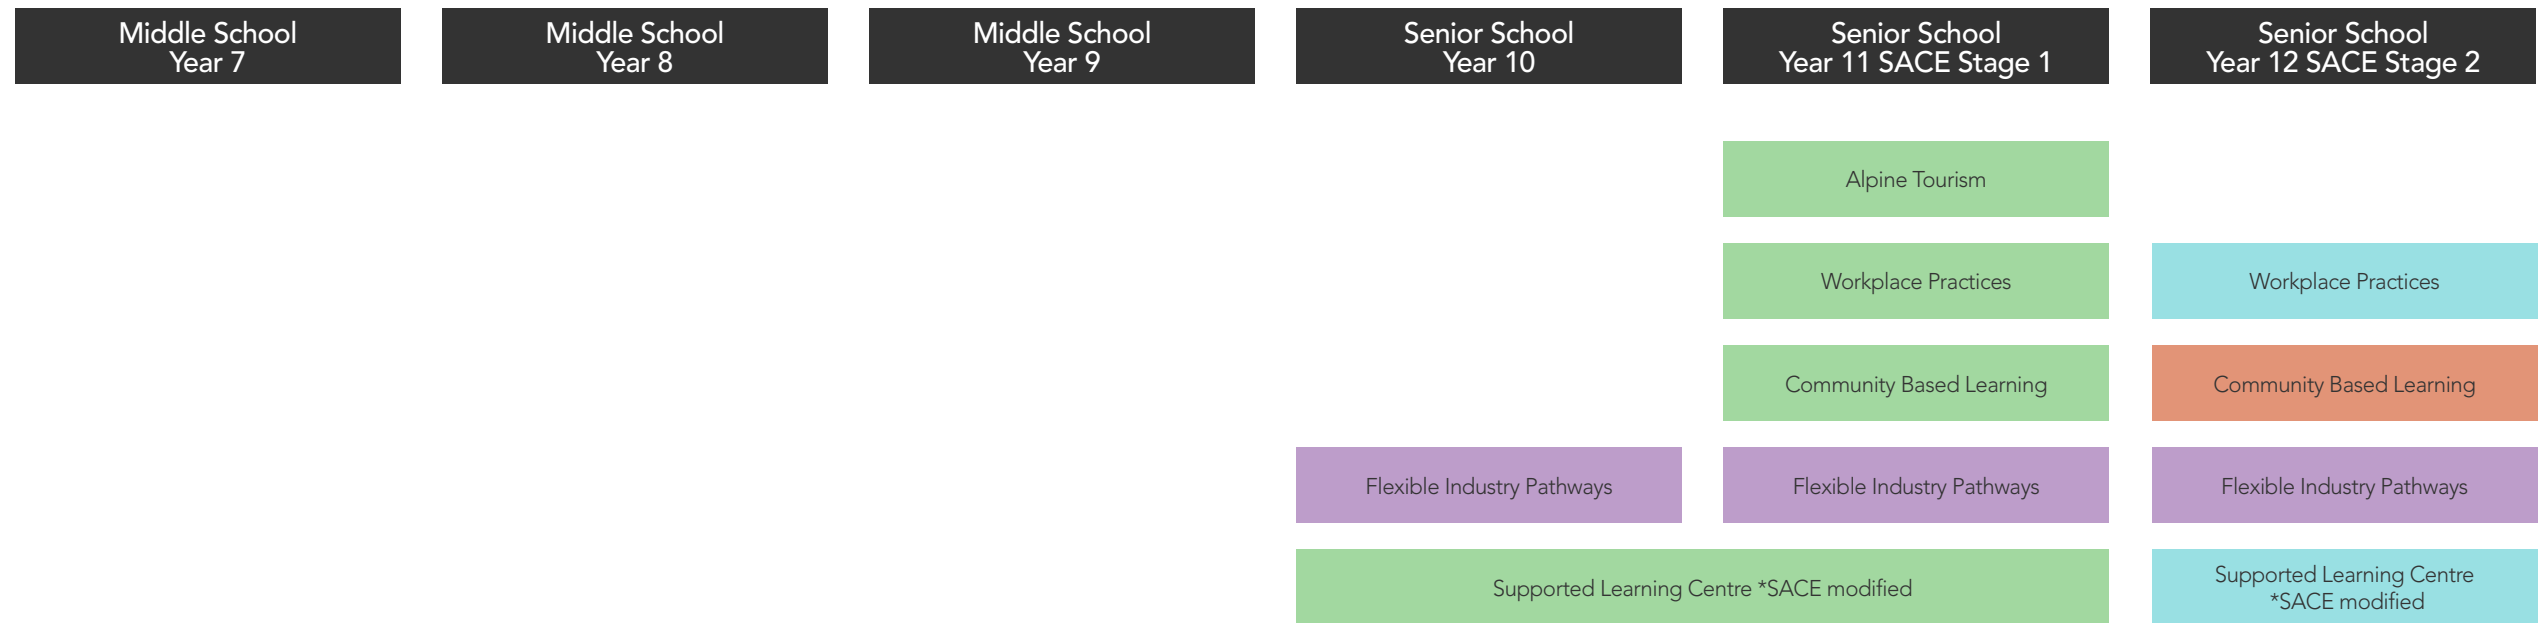 Middle School
Year 7
Middle School
Year 8
Middle School
Year 9
Senior School
Year 10
Senior School
Year 11 SACE Stage 1
Senior School
Year 12 SACE Stage 2
Alpine Tourism
Workplace Practices
Workplace Practices
Community Based Learning
Community Based Learning
Flexible Industry Pathways
Flexible Industry Pathways
Flexible Industry Pathways
Supported Learning Centre *SACE modified
Supported Learning Centre
*SACE modified